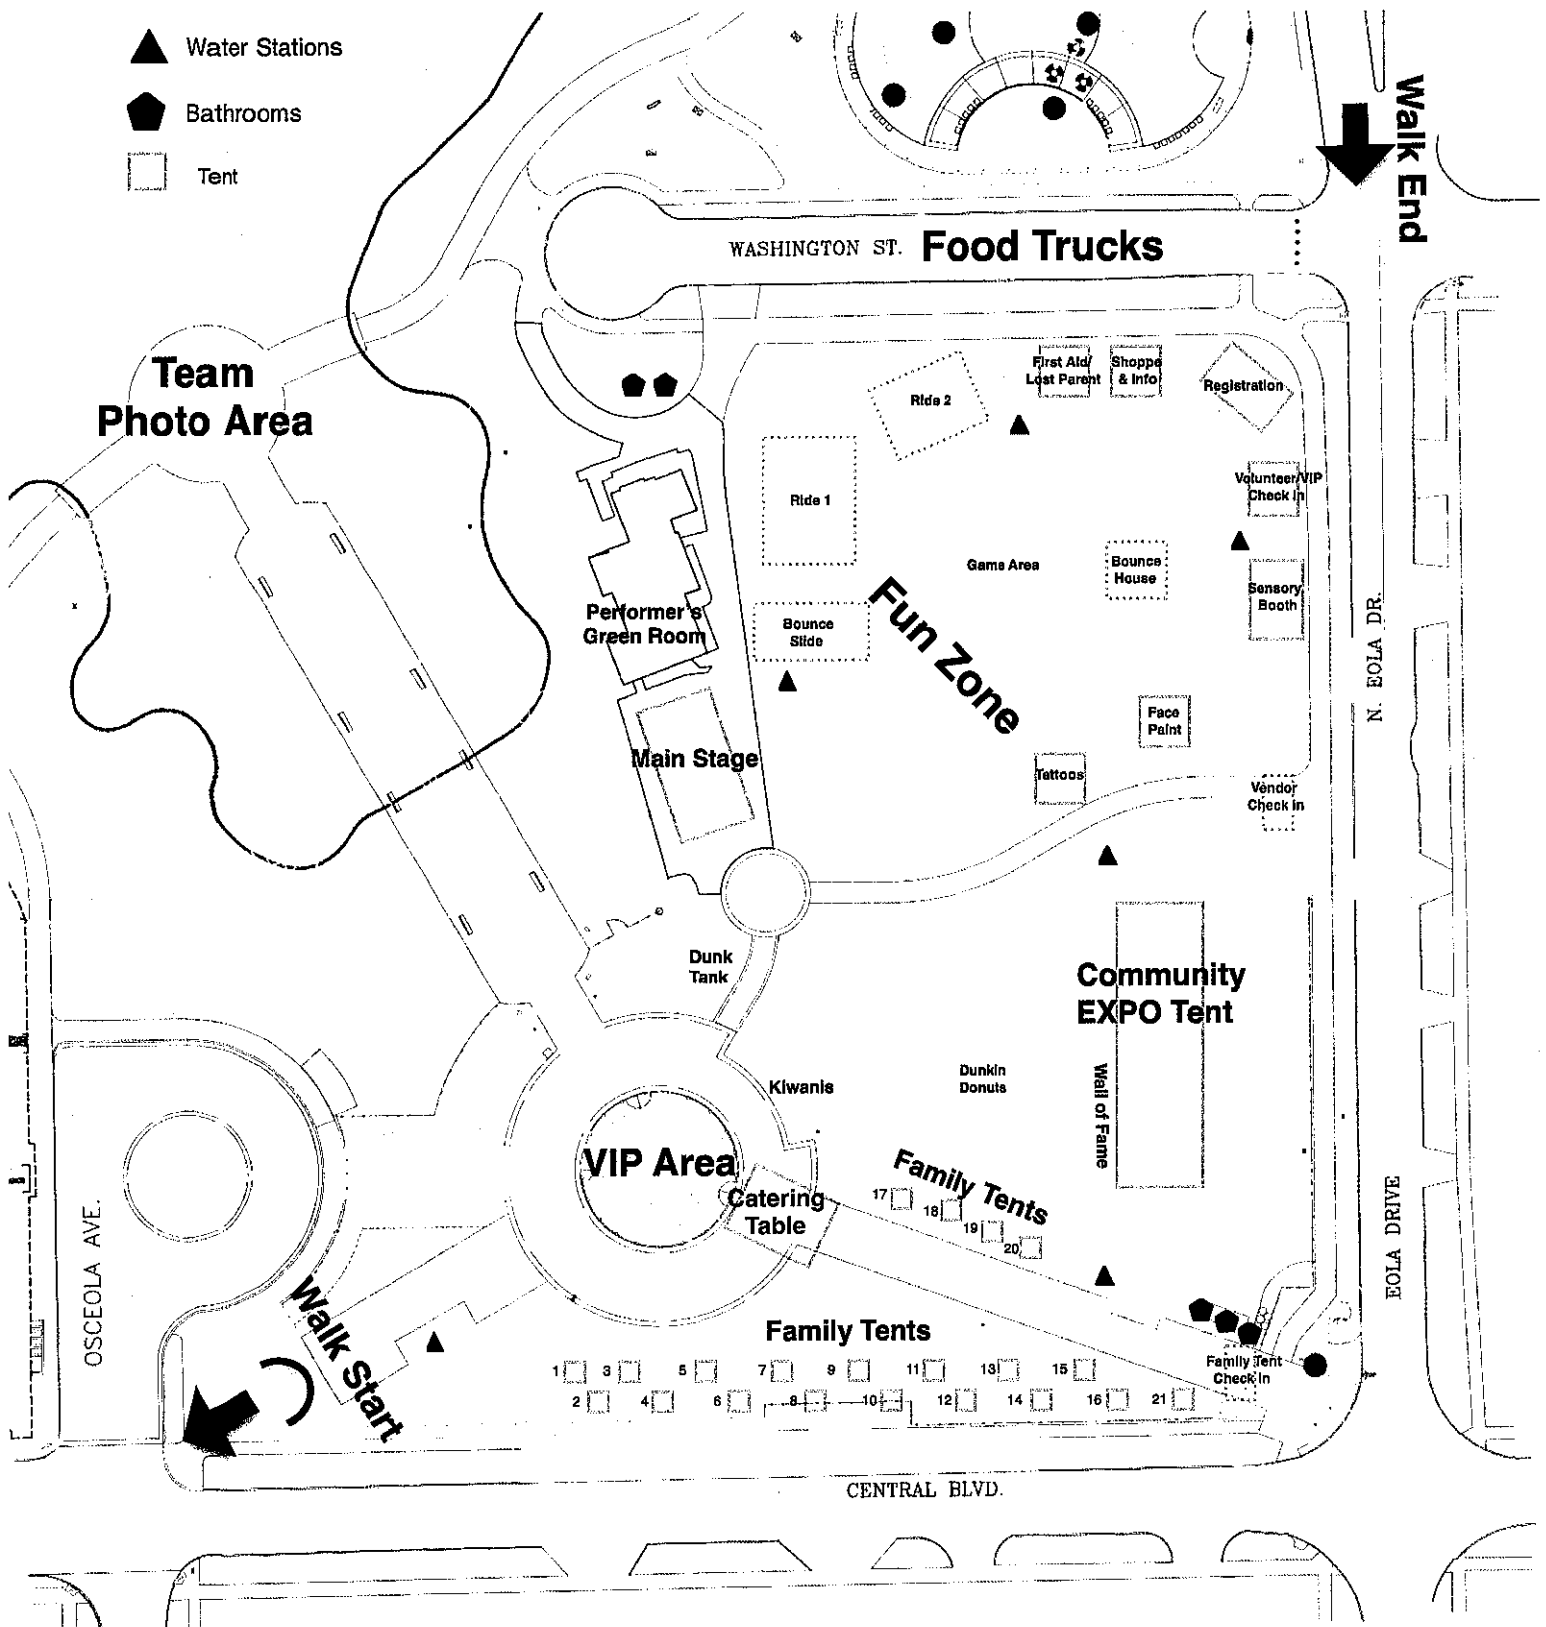 Water Stations
Bathrooms
Tent
Walk End
WASHINGTON ST. Food Trucks
Team
Photo Area
First Aid/
Lost Parent
Shoppe
& Info
Registration
Ride 2
Volunteer/VIP
Check in
Ride 1
Game Area
Bounce
House
Sensory
Booth
Performer's
Green Room
Bounce
Slide
Fun Zone
N. EOLA DR.
Face
Paint
Main Stage
Tattoos
Vendor
Check in
Dunk
Tank
Community
EXPO Tent
Kiwanis
Dunkin
Donuts
Wall of Fame
VIP Area
Catering
Table
Family Tents
17
18
19
20
OSCEOLA AVE.
EOLA DRIVE
Walk Start
Family Tents
Family Tent
Check in
1 3 5 7 9 11 13 15
2 4 6 8 10 12 14 16 21
CENTRAL BLVD.